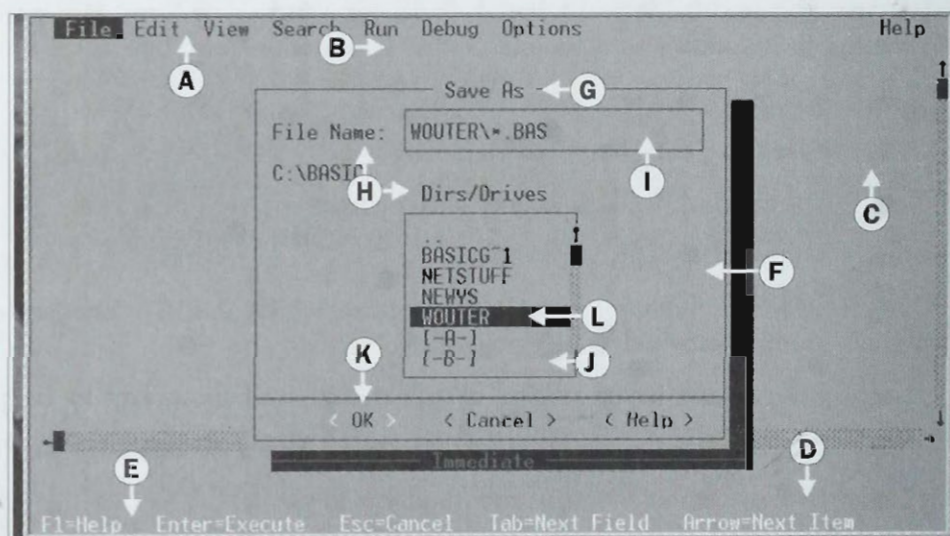 File Edit View Search Run Debug Options Help
B
A
Save As G
File Name: WOUTER\*.BAS
C:\BASIC
H
I
Dirs/Drives
C
..
BASICG~1
F
NETSTUFF
NEWYS
WOUTER L
[-A-]
K
[-B-] J
< OK > < Cancel > < Help >
D
Immediate
E
F1=Help Enter=Execute Esc=Cancel Tab=Next Field Arrow=Next Item